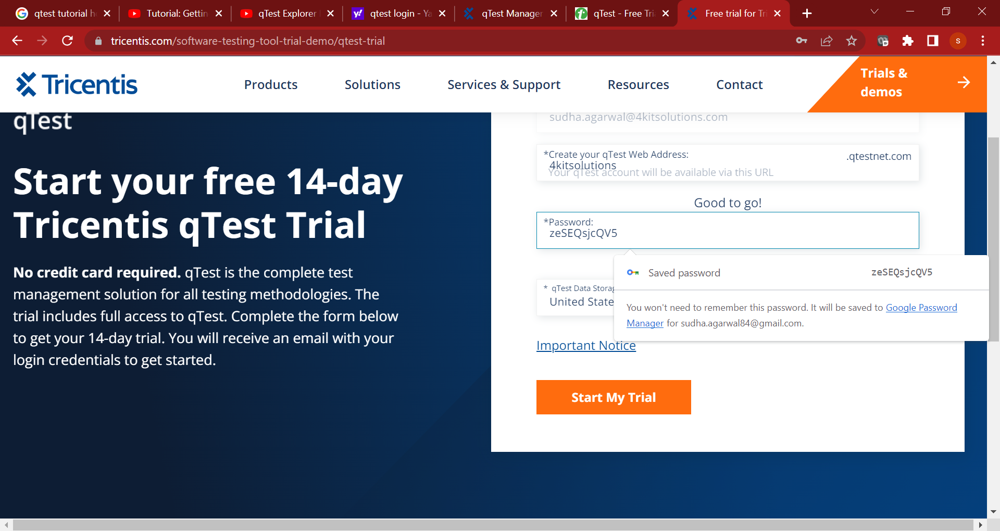 qtest tutorial h
Tutorial: Gettin
qTest Explorer
qtest login - Ya
qTest Manager
qTest - Free Tri
Free trial for Tri
tricentis.com/software-testing-tool-trial-demo/qtest-trial
s
Tricentis
Products
Solutions
Services & Support
Resources
Contact
Trials &
demos
qTest
Start your free 14-day
Tricentis qTest Trial
No credit card required. qTest is the complete test
management solution for all testing methodologies. The
trial includes full access to qTest. Complete the form below
to get your 14-day trial. You will receive an email with your
login credentials to get started.
sudha.agarwal@4kitsolutions.com
*Create your qTest Web Address:
4kitsolutions
.qtestnet.com
Your qTest account will be available via this URL
Good to go!
*Password:
zeSEQsjcQV5
Saved password
zeSEQsjcQV5
You won't need to remember this password. It will be saved to Google Password
Manager for sudha.agarwal84@gmail.com.
* qTest Data Storag
United State
Important Notice
Start My Trial